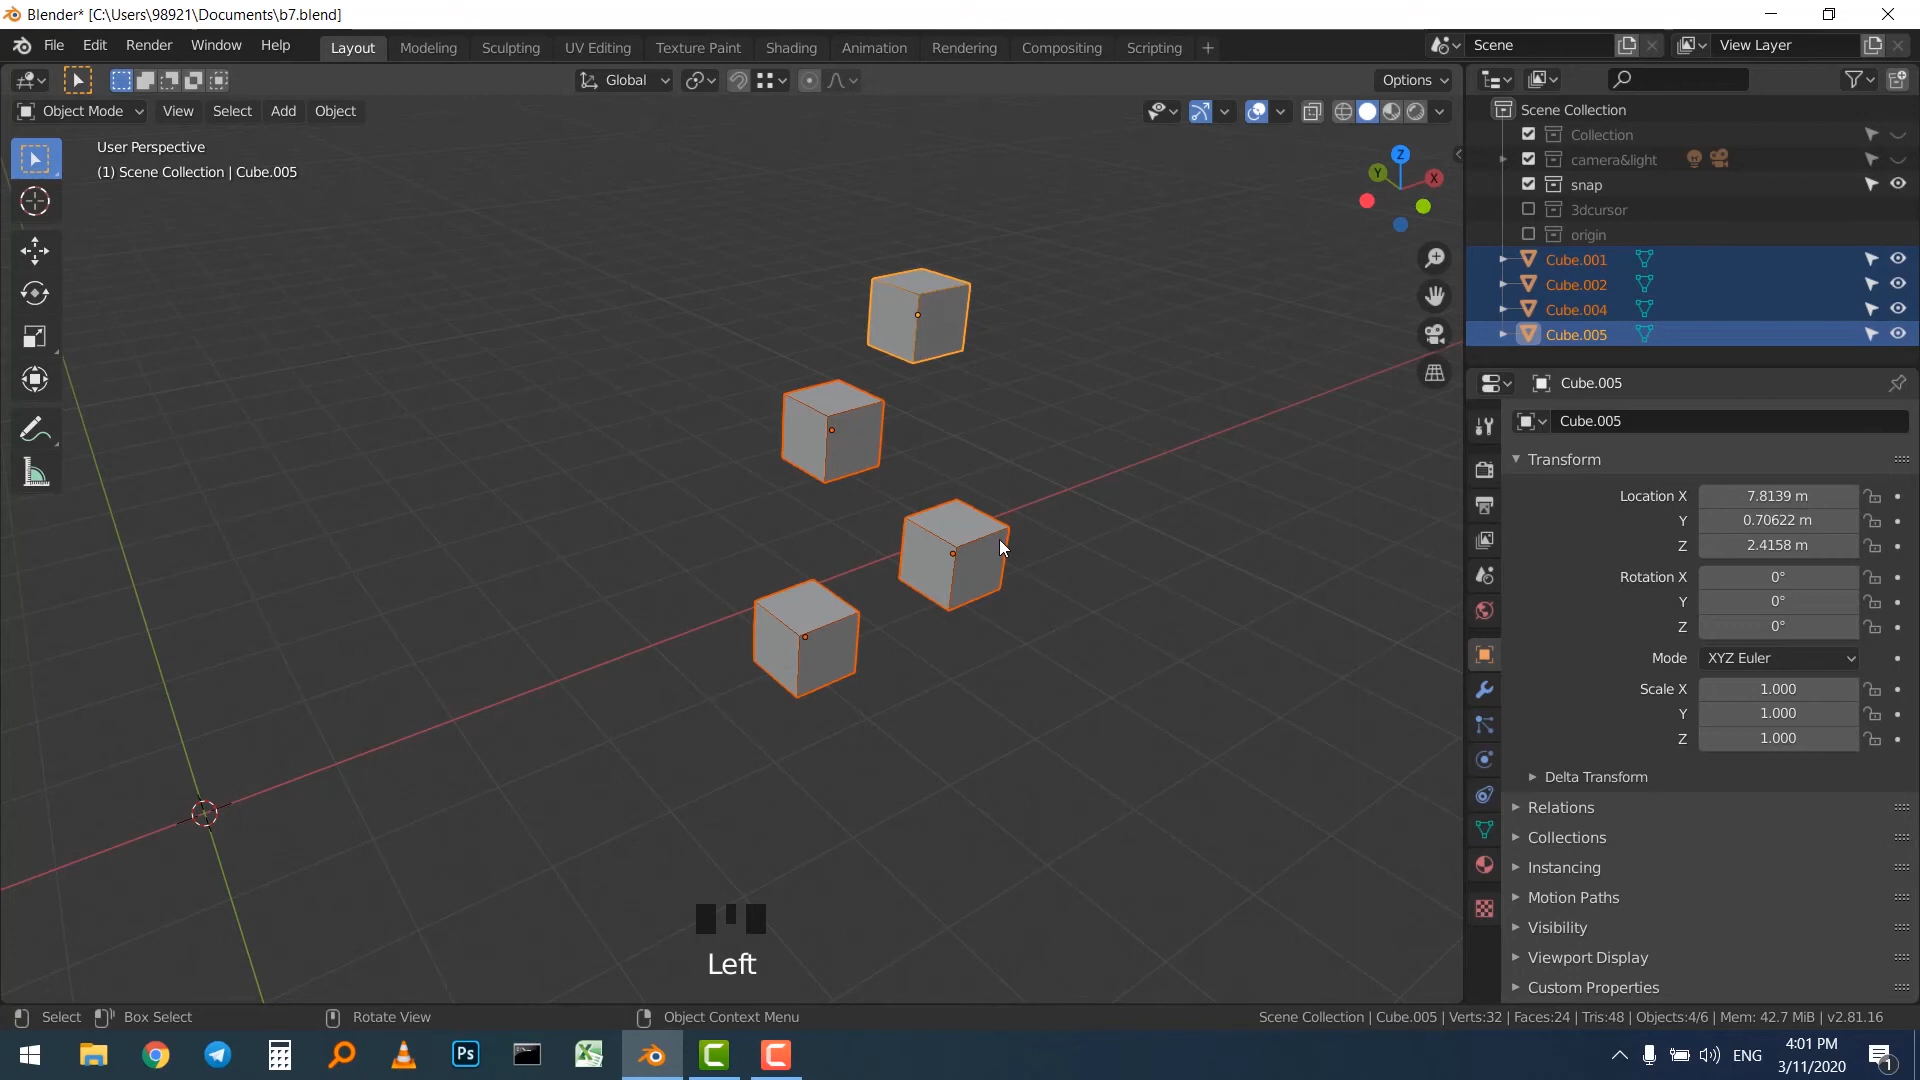 Blender* [C:\Users\98921\Documents\b7.blend]
File Edit Render Window Help
Layout Modeling Sculpting UV Editing Texture Paint Shading Animation Rendering Compositing Scripting +
Scene
View Layer
Global
Options
Object Mode View Select Add Object
User Perspective
(1) Scene Collection | Cube.005
Z
Y
X
Scene Collection
Collection
camera&light
snap
3dcursor
origin
Cube.001
Cube.002
Cube.004
Cube.005
Cube.005
Cube.005
Transform
Location X 7.8139 m
Y 0.70622 m
Z 2.4158 m
Rotation X 0°
Y 0°
Z 0°
Mode XYZ Euler
Scale X 1.000
Y 1.000
Z 1.000
Delta Transform
Relations
Collections
Instancing
Motion Paths
Visibility
Viewport Display
Custom Properties
Left
Select Box Select Rotate View Object Context Menu
Scene Collection | Cube.005 | Verts:32 | Faces:24 | Tris:48 | Objects:4/6 | Mem: 42.7 MiB | v2.81.16
Ps
ENG
4:01 PM
3/11/2020
1